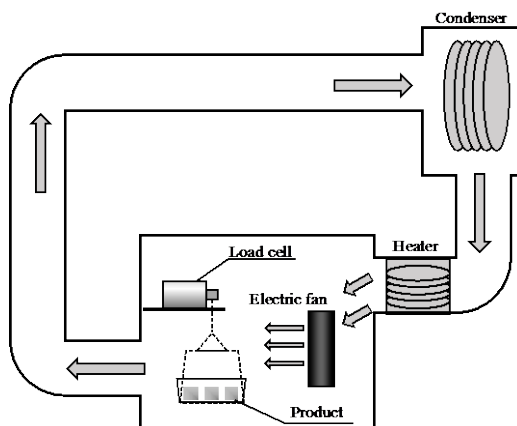 Condenser
Load cell
Heater
Electric fan
Product